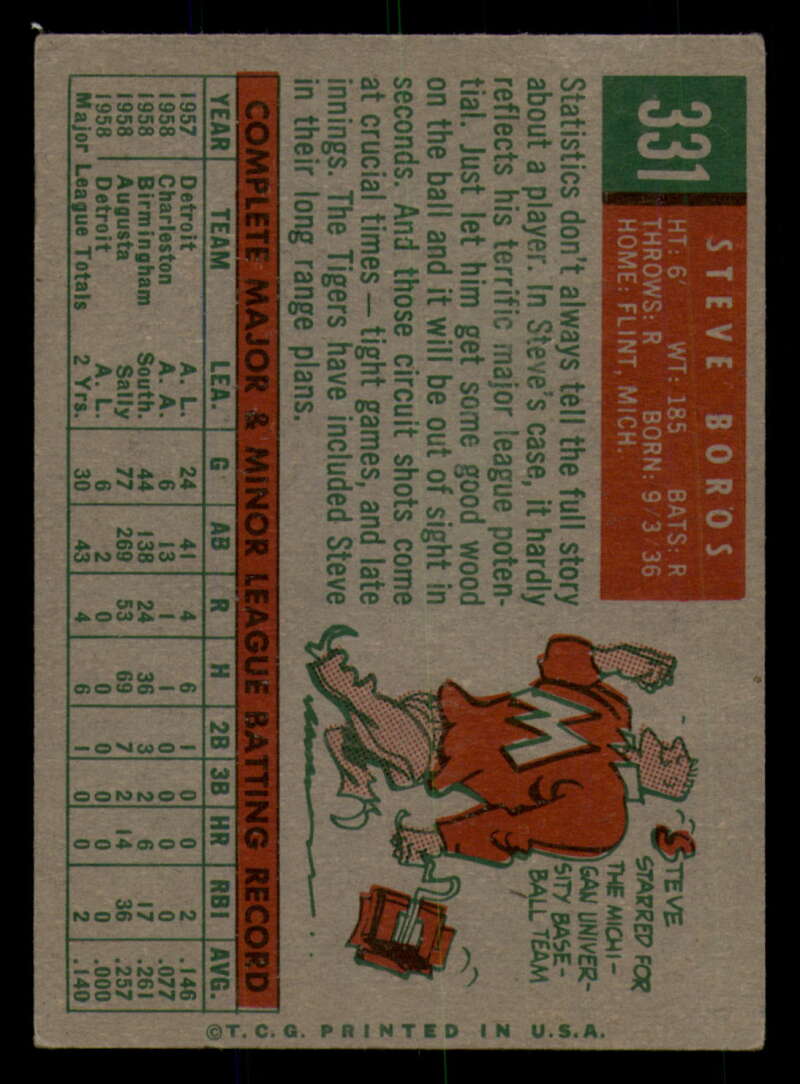 331
STEVE BOROS
HT: 6' WT: 185 BATS: R
THROWS: R BORN: 9/3/36
HOME: FLINT, MICH.
Statistics don't always tell the full story
about a player. In Steve's case, it hardly
reflects his terrific major league poten-
tial. Just let him get some good wood
on the ball and it will be out of sight in
seconds. And those circuit shots come
at crucial times — tight games, and late
innings. The Tigers have included Steve
in their long range plans.
STEVE
STARRED FOR
THE MICHI-
GAN UNIVER-
SITY BASE-
BALL TEAM
M
COMPLETE MAJOR & MINOR LEAGUE BATTING RECORD
YEAR TEAM LEA. G AB R H 2B 3B HR RBI AVG.
1957 Detroit A. L. 24 41 4 6 1 0 0 2 .146
1958 Charleston A. A. 6 13 1 1 0 0 0 0 .077
1958 Birmingham South. 44 138 24 36 3 2 6 17 .261
1958 Augusta Sally 77 269 53 69 7 2 14 36 .257
1958 Detroit A. L. 6 2 0 0 0 0 0 0 .000
Major League Totals 2 Yrs. 30 43 4 6 1 0 0 2 .140
©T.C.G. PRINTED IN U.S.A.